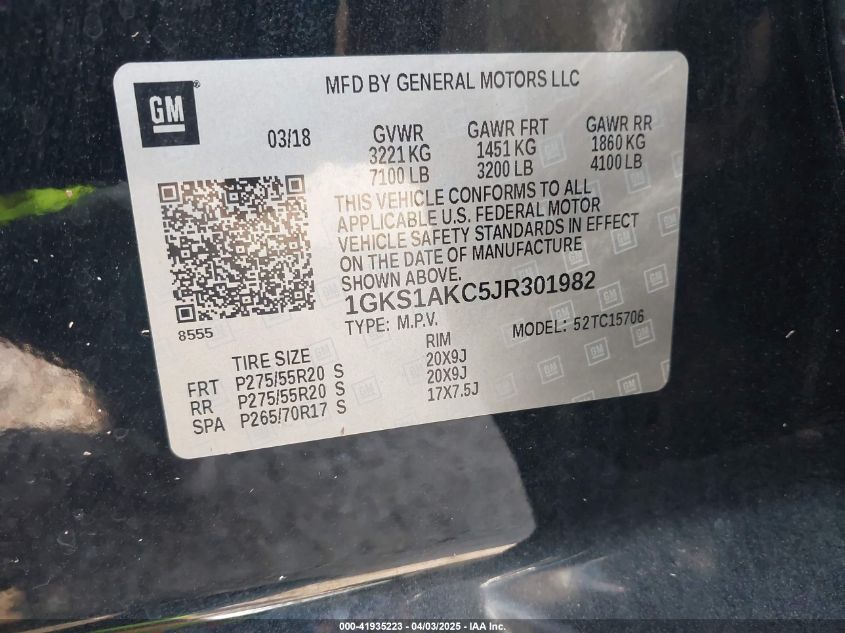 GM
MFD BY GENERAL MOTORS LLC
03/18 GVWR GAWR FRT GAWR RR
3221 KG 1451 KG 1860 KG
7100 LB 3200 LB 4100 LB
THIS VEHICLE CONFORMS TO ALL
APPLICABLE U.S. FEDERAL MOTOR
VEHICLE SAFETY STANDARDS IN EFFECT
ON THE DATE OF MANUFACTURE
SHOWN ABOVE.
1GKS1AKC5JR301982
8555
TYPE: M.P.V. MODEL: 52TC15706
TIRE SIZE RIM
FRT P275/55R20 S 20X9J
RR P275/55R20 S 20X9J
SPA P265/70R17 S 17X7.5J
000-41935223 - 04/03/2025 - IAA Inc.